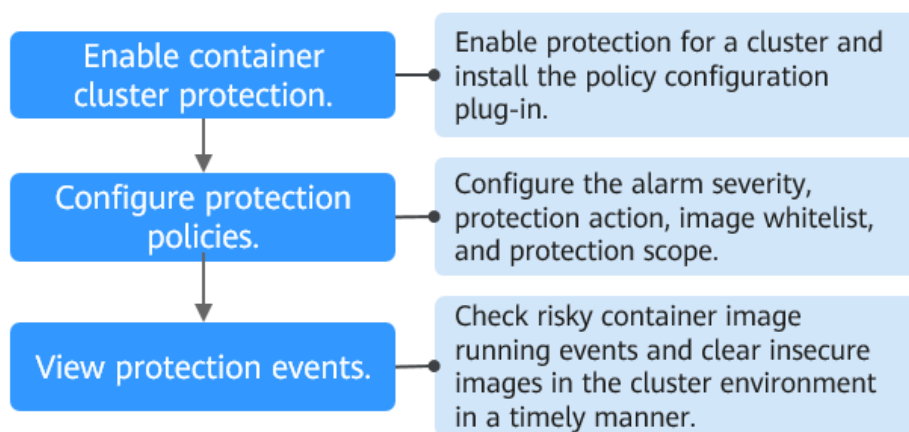 Enable container
cluster protection.
Enable protection for a cluster and
install the policy configuration
plug-in.
Configure protection
policies.
Configure the alarm severity,
protection action, image whitelist,
and protection scope.
View protection events.
Check risky container image
running events and clear insecure
images in the cluster environment
in a timely manner.